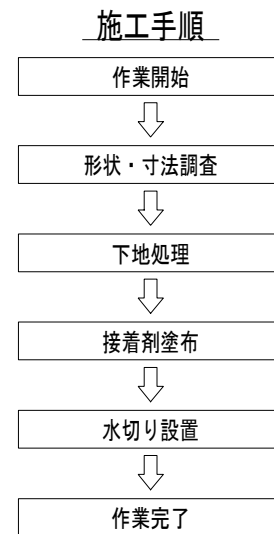 施工手順
作業開始
形状・寸法調査
下地処理
接着剤塗布
水切り設置
作業完了